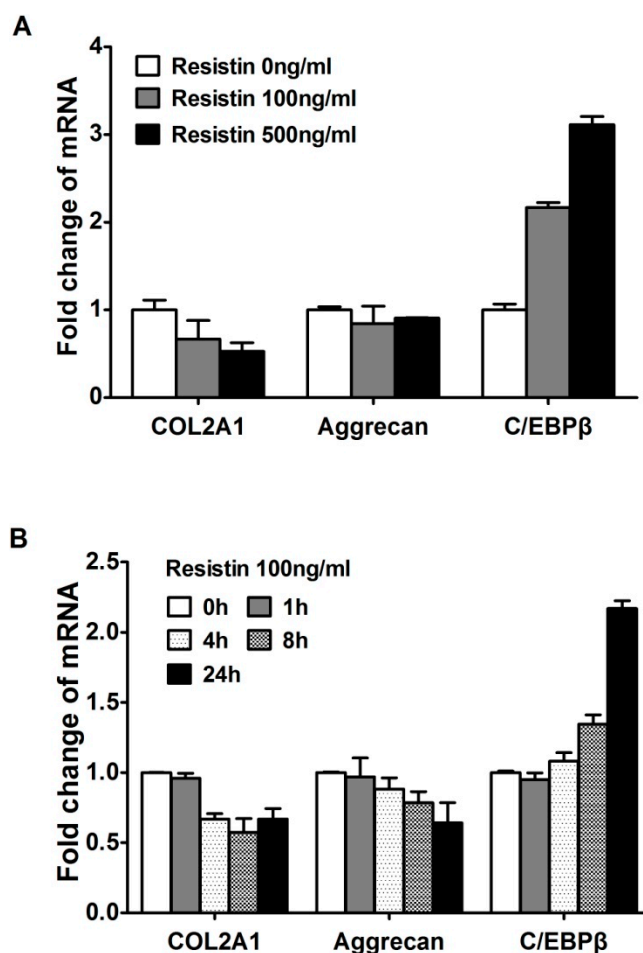 A
Fold change of mRNA
4
3
2
1
0
Resistin 0ng/ml
Resistin 100ng/ml
Resistin 500ng/ml
COL2A1 Aggrecan C/EBPβ
B
Fold change of mRNA
2.5
2.0
1.5
1.0
0.5
0.0
Resistin 100ng/ml
0h 1h
4h 8h
24h
COL2A1 Aggrecan C/EBPβ